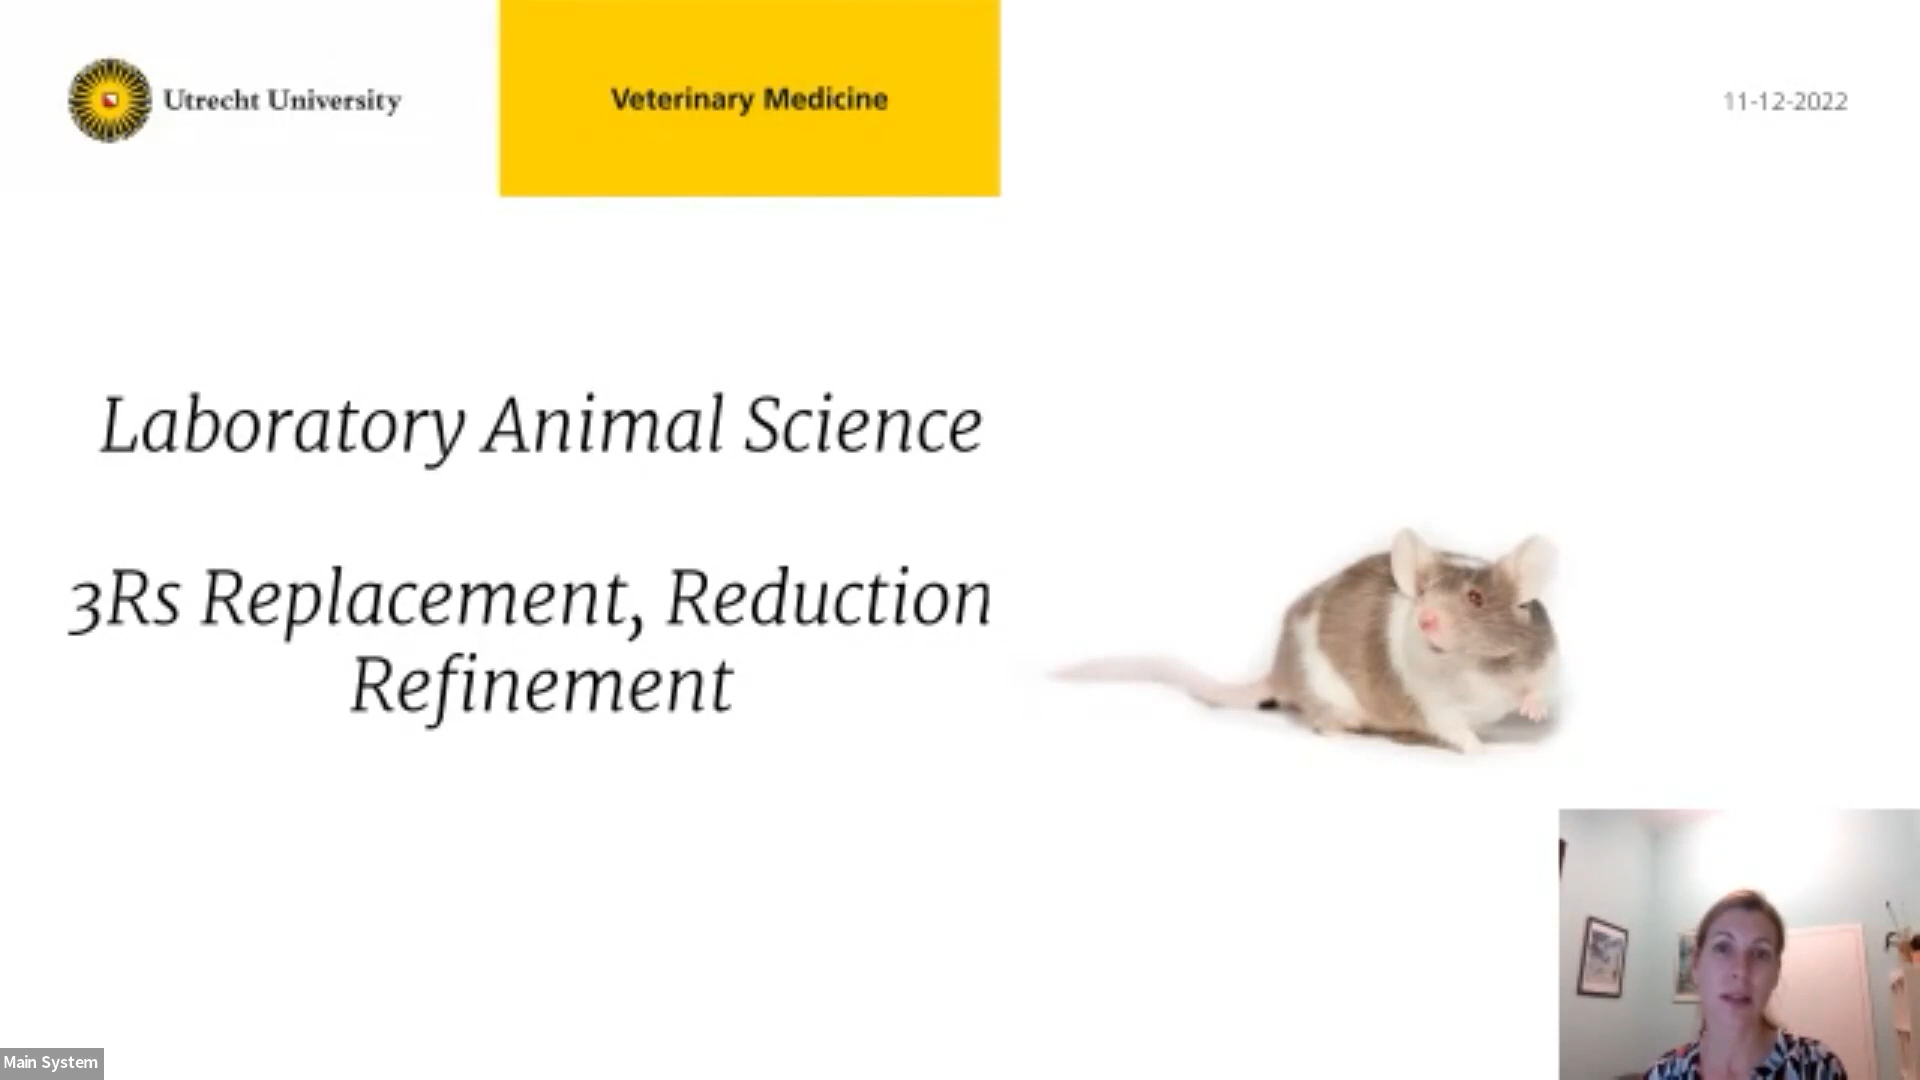 Utrecht University
Veterinary Medicine
11-12-2022
Laboratory Animal Science
3Rs Replacement, Reduction
Refinement
Main System